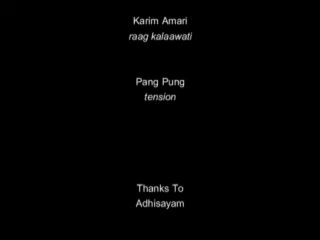 Karim Amari
raag kalaawati
Pang Pung
tension
Thanks To
Adhisayam